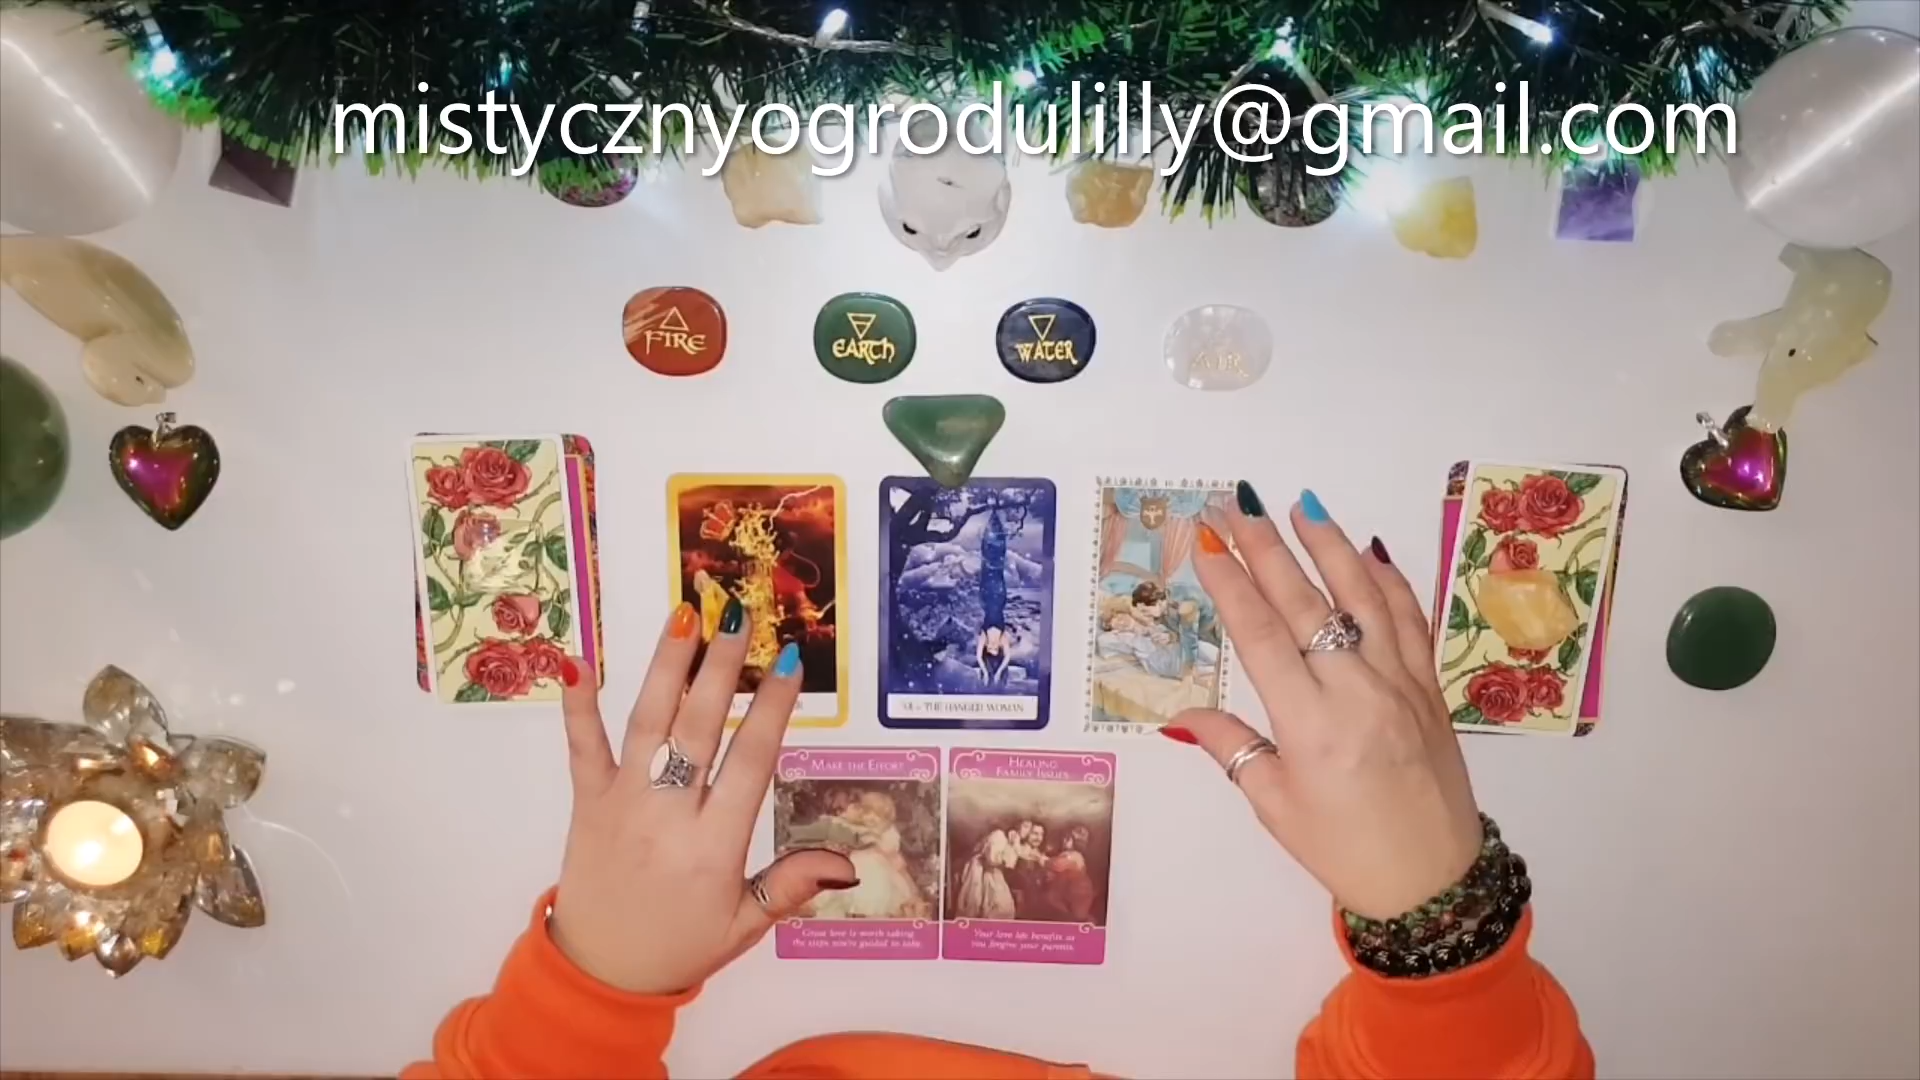 mistycznyogrodulilly@gmail.com
FIRE
EARTH
WATER
AIR
THE HANGED WOMAN
MAKE THE EFFORT
Great love is worth taking
the steps you're guided to take.
HEALING
FAMILY ISSUES
Your love life benefits as
you forgive your parents.